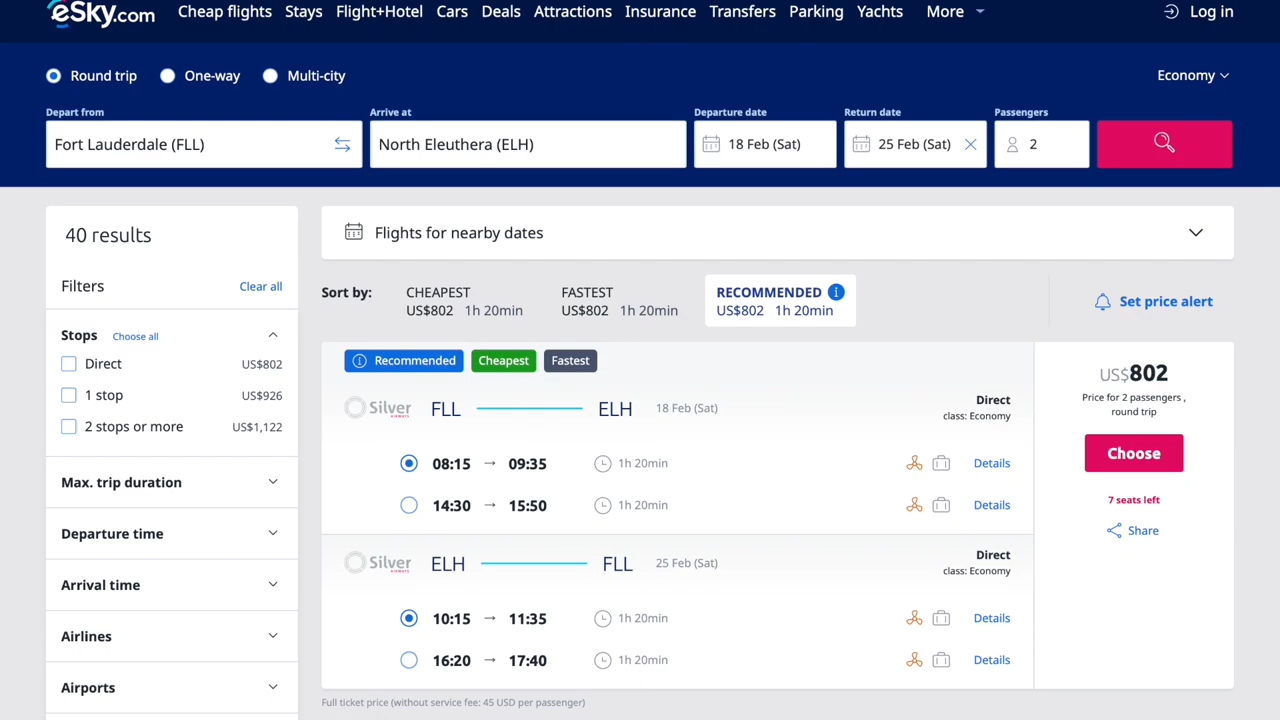 eSky.com Cheap flights Stays Flight+Hotel Cars Deals Attractions Insurance Transfers Parking Yachts More Log in
Round trip One-way Multi-city Economy
Depart from Arrive at Departure date Return date Passengers
Fort Lauderdale (FLL) North Eleuthera (ELH) 18 Feb (Sat) 25 Feb (Sat) 2
40 results
Filters Clear all
Stops Choose all
Direct US$802
1 stop US$926
2 stops or more US$1,122
Max. trip duration
Departure time
Arrival time
Airlines
Airports
Flights for nearby dates
Sort by: CHEAPEST FASTEST RECOMMENDED i Set price alert
US$802 1h 20min US$802 1h 20min US$802 1h 20min
i Recommended Cheapest Fastest
Silver AIRWAYS FLL ELH 18 Feb (Sat) Direct
class: Economy
08:15 → 09:35 1h 20min Details
14:30 → 15:50 1h 20min Details
Silver AIRWAYS ELH FLL 25 Feb (Sat) Direct
class: Economy
10:15 → 11:35 1h 20min Details
16:20 → 17:40 1h 20min Details
US$802
Price for 2 passengers ,
round trip
Choose
7 seats left
Share
Full ticket price (without service fee: 45 USD per passenger)